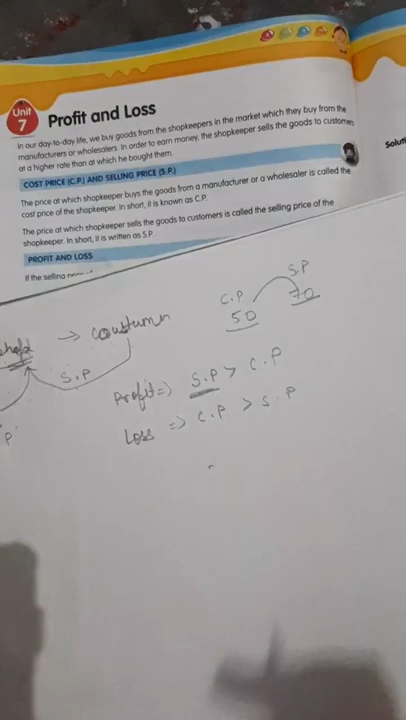 Unit
7
Profit and Loss
In our day-to-day life, we buy goods from the shopkeepers in the market which they buy from the
manufacturers or wholesalers. In order to earn money, the shopkeeper sells the goods to customers
at a higher rate than at which he bought them.
Soluti
COST PRICE (C.P.) AND SELLING PRICE (S.P.)
The price at which shopkeeper buys the goods from a manufacturer or a wholesaler is called the
cost price of the shopkeeper. In short, it is known as C.P.
The price at which shopkeeper sells the goods to customers is called the selling price of the
shopkeeper. In short, it is written as S.P.
PROFIT AND LOSS
If the selling
C.P S.P
50 70
→ coustumer
S.P
Profit ⇒ S.P > C.P
Loss ⇒ C.P > S.P